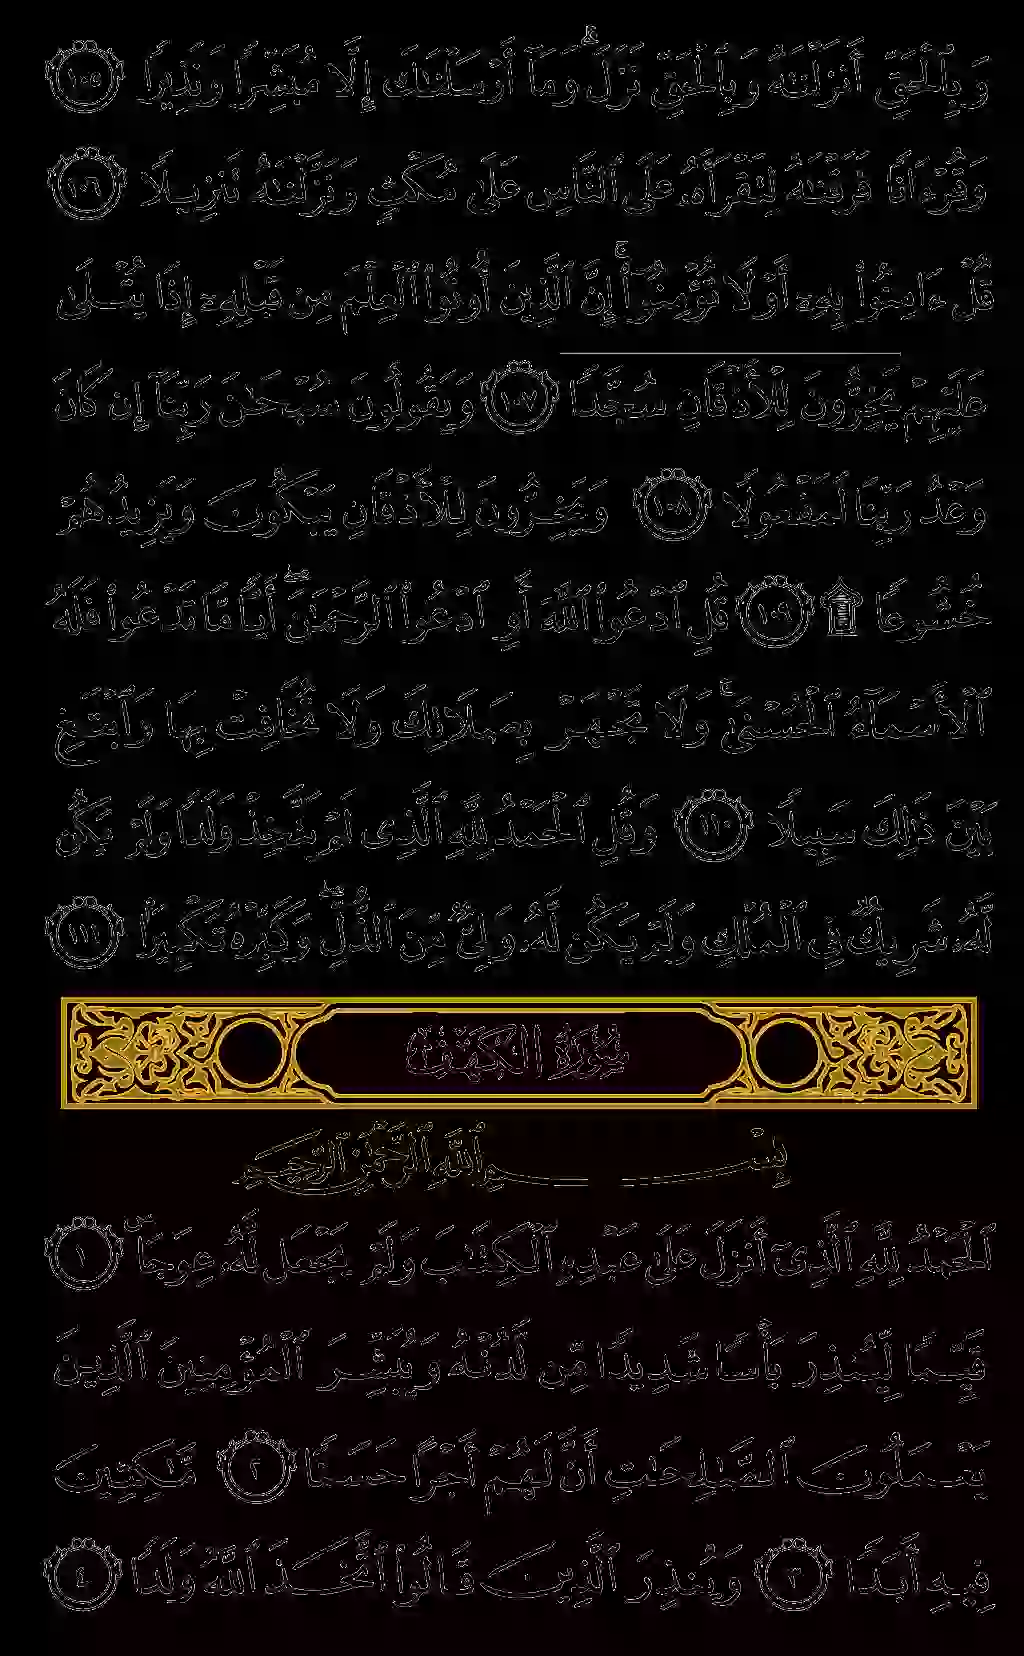 وَبِٱلْحَقِّ أَنزَلْنَٰهُ وَبِٱلْحَقِّ نَزَلَ ۗ وَمَآ أَرْسَلْنَٰكَ إِلَّا مُبَشِّرًا وَنَذِيرًا ١٠٥
وَقُرْءَانًا فَرَقْنَٰهُ لِتَقْرَأَهُۥ عَلَى ٱلنَّاسِ عَلَىٰ مُكْثٍ وَنَزَّلْنَٰهُ تَنزِيلًا ١٠٦
قُلْ ءَامِنُوا۟ بِهِۦٓ أَوْ لَا تُؤْمِنُوٓا۟ ۚ إِنَّ ٱلَّذِينَ أُوتُوا۟ ٱلْعِلْمَ مِن قَبْلِهِۦٓ إِذَا يُتْلَىٰ
عَلَيْهِمْ يَخِرُّونَ لِلْأَذْقَانِ سُجَّدًا ١٠٧ وَيَقُولُونَ سُبْحَٰنَ رَبِّنَآ إِن كَانَ
وَعْدُ رَبِّنَا لَمَفْعُولًا ١٠٨ وَيَخِرُّونَ لِلْأَذْقَانِ يَبْكُونَ وَيَزِيدُهُمْ
خُشُوعًا ۩ ١٠٩ قُلِ ٱدْعُوا۟ ٱللَّهَ أَوِ ٱدْعُوا۟ ٱلرَّحْمَٰنَ ۖ أَيًّا مَّا تَدْعُوا۟ فَلَهُ
ٱلْأَسْمَآءُ ٱلْحُسْنَىٰ ۚ وَلَا تَجْهَرْ بِصَلَاتِكَ وَلَا تُخَافِتْ بِهَا وَٱبْتَغِ
بَيْنَ ذَٰلِكَ سَبِيلًا ١١٠ وَقُلِ ٱلْحَمْدُ لِلَّهِ ٱلَّذِى لَمْ يَتَّخِذْ وَلَدًا وَلَمْ يَكُن
لَّهُۥ شَرِيكٌ فِى ٱلْمُلْكِ وَلَمْ يَكُن لَّهُۥ وَلِىٌّ مِّنَ ٱلذُّلِّ ۖ وَكَبِّرْهُ تَكْبِيرًۢا ١١١
سُورَةُ الكَهْفِ
بِسْمِ ٱللَّهِ ٱلرَّحْمَٰنِ ٱلرَّحِيمِ
ٱلْحَمْدُ لِلَّهِ ٱلَّذِىٓ أَنزَلَ عَلَىٰ عَبْدِهِ ٱلْكِتَٰبَ وَلَمْ يَجْعَل لَّهُۥ عِوَجَاۜ ١
قَيِّمًا لِّيُنذِرَ بَأْسًا شَدِيدًا مِّن لَّدُنْهُ وَيُبَشِّرَ ٱلْمُؤْمِنِينَ ٱلَّذِينَ
يَعْمَلُونَ ٱلصَّٰلِحَٰتِ أَنَّ لَهُمْ أَجْرًا حَسَنًا ٢ مَّٰكِثِينَ
فِيهِ أَبَدًا ٣ وَيُنذِرَ ٱلَّذِينَ قَالُوا۟ ٱتَّخَذَ ٱللَّهُ وَلَدًا ٤